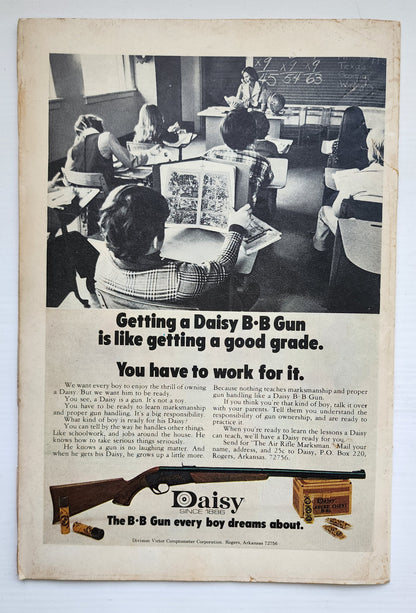 x9 x9 x9
45 54 63
Texas
Getting a Daisy B·B Gun
is like getting a good grade.
You have to work for it.
We want every boy to enjoy the thrill of owning
a Daisy. But we want him to be ready.
You see, a Daisy is a gun. It's not a toy.
You have to be ready to learn marksmanship
and proper gun handling. It's a big responsibility.
What kind of boy is ready for his Daisy?
You can tell by the way he handles other things.
Like schoolwork, and jobs around the house. He
knows how to take serious things seriously.
He knows a gun is no laughing matter. And
when he gets his Daisy, he grows up a little more.
Because nothing reaches marksmanship and proper
gun handling like a Daisy B·B Gun.
If you think you're that kind of boy, talk it over
with your parents. Tell them you understand the
responsibility of gun ownership, and are ready to
practice it.
When you're ready to learn the lessons a Daisy
can teach, we'll have a Daisy ready for you.
Send for "The Air Rifle Marksman." Mail your
name, address, and 25c to Daisy, P.O. Box 220,
Rogers, Arkansas. 72756.
Daisy
SINCE 1886
Daisy
The B·B Gun every boy dreams about.
Division Victor Comptometer Corporation, Rogers, Arkansas 72756